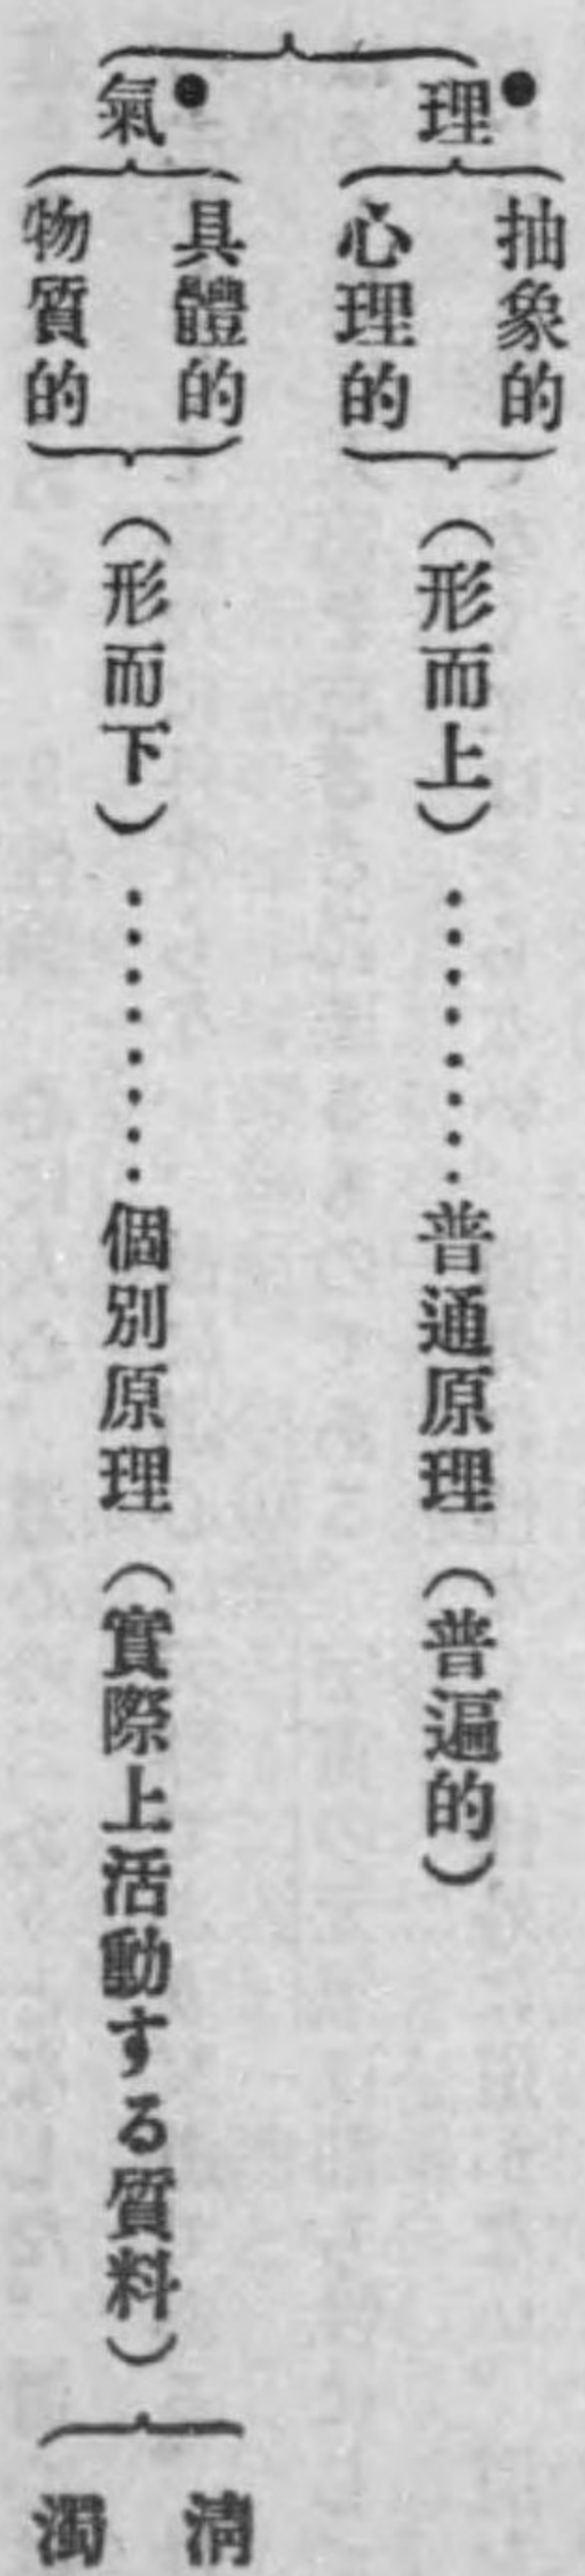 理
抽象的
心理的
（形而上）………普通原理（普遍的）
氣
具體的
物質的
（形而下）………個別原理（實際上活動する質料）
淸
濁